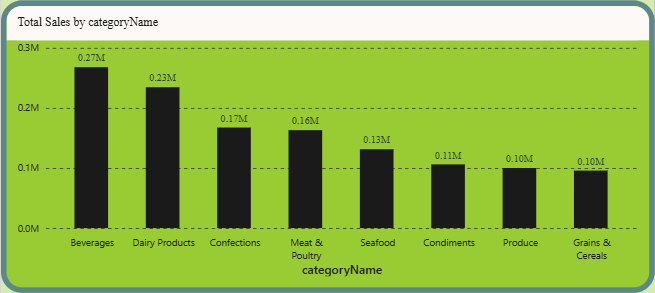 Total Sales by categoryName
0.3M
0.27M
0.23M
0.2M
0.17M
0.16M
0.13M
0.11M
0.10M
0.10M
0.1M
0.0M
Beverages
Dairy Products
Confections
Meat &
Poultry
Seafood
Condiments
Produce
Grains &
Cereals
categoryName